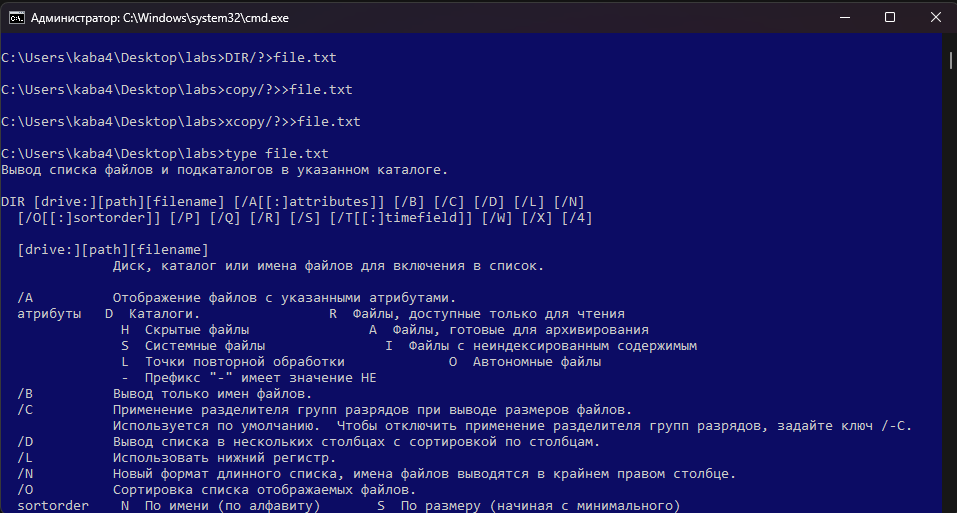 Администратор: C:\Windows\system32\cmd.exe
C:\Users\kaba4\Desktop\labs>DIR/?>file.txt
C:\Users\kaba4\Desktop\labs>copy/?>>file.txt
C:\Users\kaba4\Desktop\labs>xcopy/?>>file.txt
C:\Users\kaba4\Desktop\labs>type file.txt
Вывод списка файлов и подкаталогов в указанном каталоге.
DIR [drive:][path][filename] [/A[[:]attributes]] [/B] [/C] [/D] [/L] [/N]
[/O[[:]sortorder]] [/P] [/Q] [/R] [/S] [/T[[:]timefield]] [/W] [/X] [/4]
[drive:][path][filename]
Диск, каталог или имена файлов для включения в список.
/A Отображение файлов с указанными атрибутами.
атрибуты D Каталоги. R Файлы, доступные только для чтения
H Скрытые файлы A Файлы, готовые для архивирования
S Системные файлы I Файлы с неиндексированным содержимым
L Точки повторной обработки O Автономные файлы
- Префикс "-" имеет значение НЕ
/B Вывод только имен файлов.
/C Применение разделителя групп разрядов при выводе размеров файлов.
Используется по умолчанию. Чтобы отключить применение разделителя групп разрядов, задайте ключ /-C.
/D Вывод списка в нескольких столбцах с сортировкой по столбцам.
/L Использовать нижний регистр.
/N Новый формат длинного списка, имена файлов выводятся в крайнем правом столбце.
/O Сортировка списка отображаемых файлов.
sortorder N По имени (по алфавиту) S По размеру (начиная с минимального)